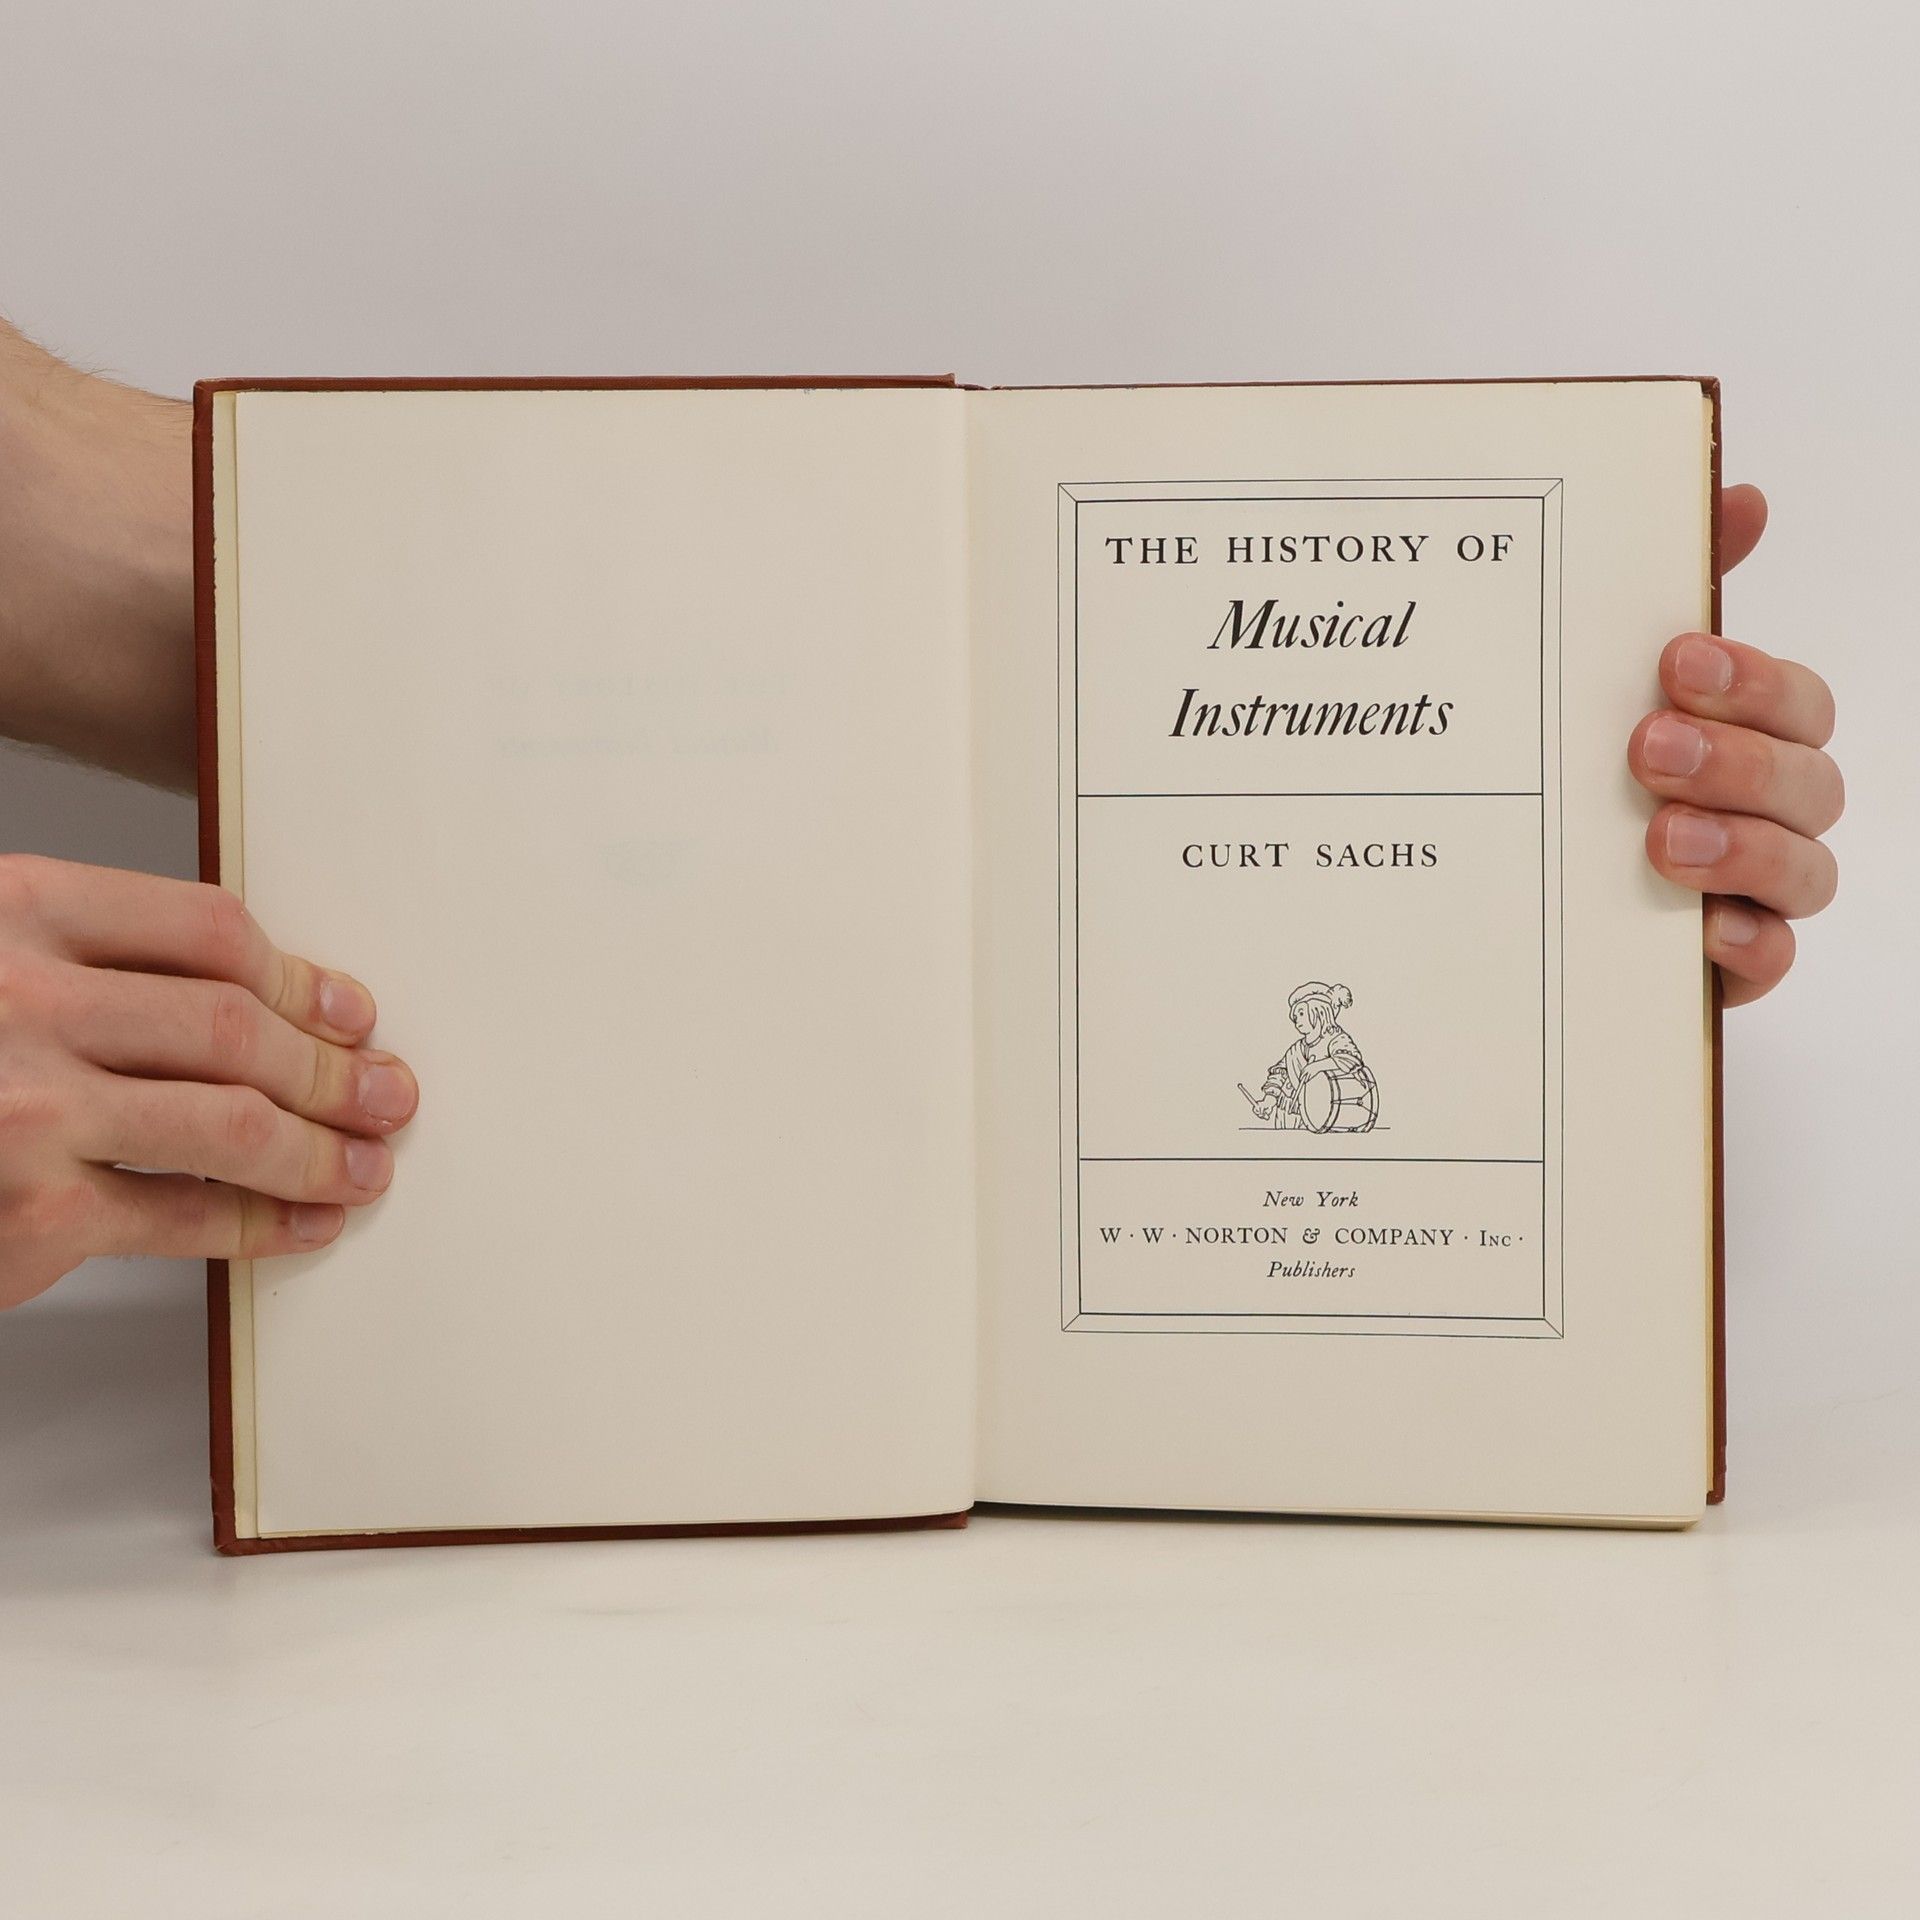 THE HISTORY OF
Musical
Instruments
CURT SACHS
New York
W · W · NORTON & COMPANY · INC ·
Publishers